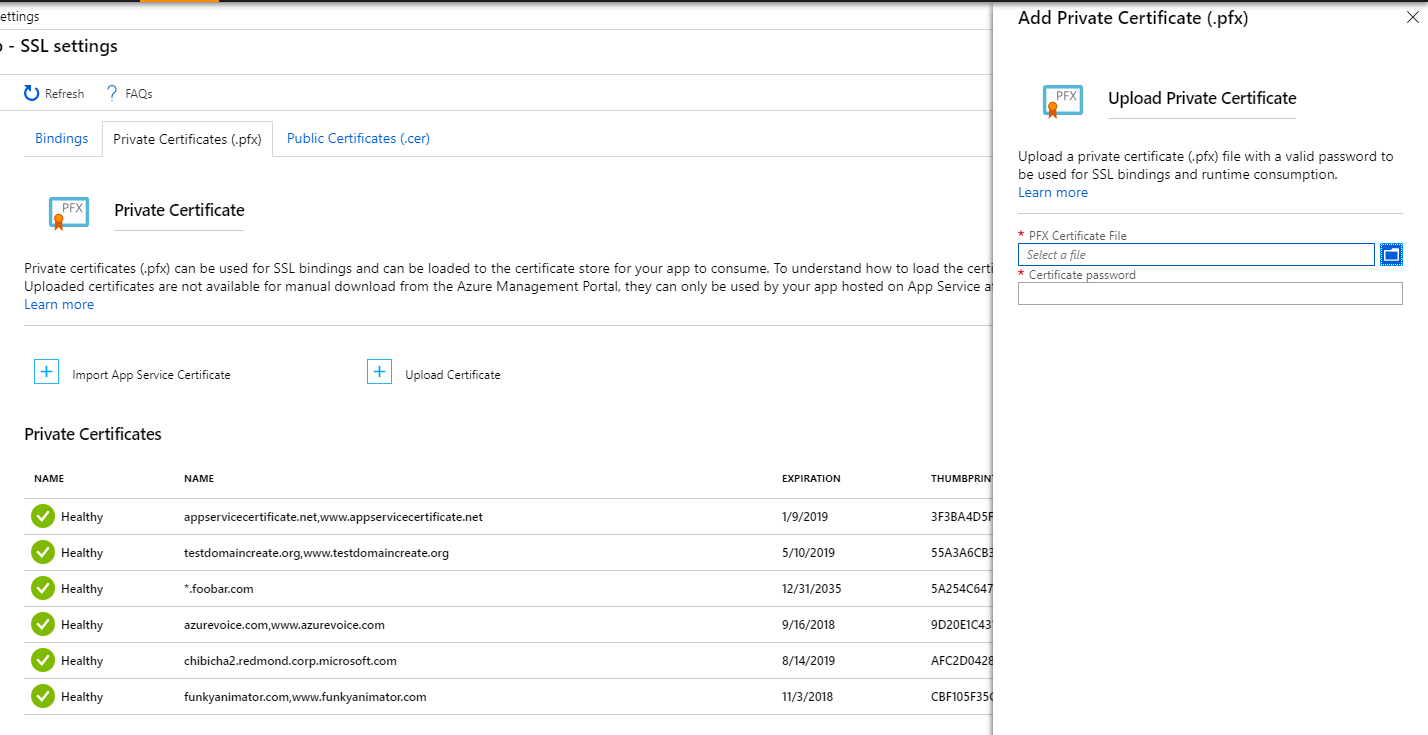 ettings
- SSL settings
Refresh
? FAQs
Bindings
Private Certificates (.pfx)
Public Certificates (.cer)
PFX
Private Certificate
Private certificates (.pfx) can be used for SSL bindings and can be loaded to the certificate store for your app to consume. To understand how to load the certi
Uploaded certificates are not available for manual download from the Azure Management Portal, they can only be used by your app hosted on App Service a
Learn more
+ Import App Service Certificate
+ Upload Certificate
Private Certificates
NAME NAME EXPIRATION THUMBPRIN
Healthy appservicecertificate.net,www.appservicecertificate.net 1/9/2019 3F3BA4D5F
Healthy testdomaincreate.org,www.testdomaincreate.org 5/10/2019 55A3A6CB3
Healthy *.foobar.com 12/31/2035 5A254C647
Healthy azurevoice.com,www.azurevoice.com 9/16/2018 9D20E1C43
Healthy chibicha2.redmond.corp.microsoft.com 8/14/2019 AFC2D0428
Healthy funkyanimator.com,www.funkyanimator.com 11/3/2018 CBF105F35
Add Private Certificate (.pfx)
PFX
Upload Private Certificate
Upload a private certificate (.pfx) file with a valid password to
be used for SSL bindings and runtime consumption.
Learn more
* PFX Certificate File
Select a file
* Certificate password